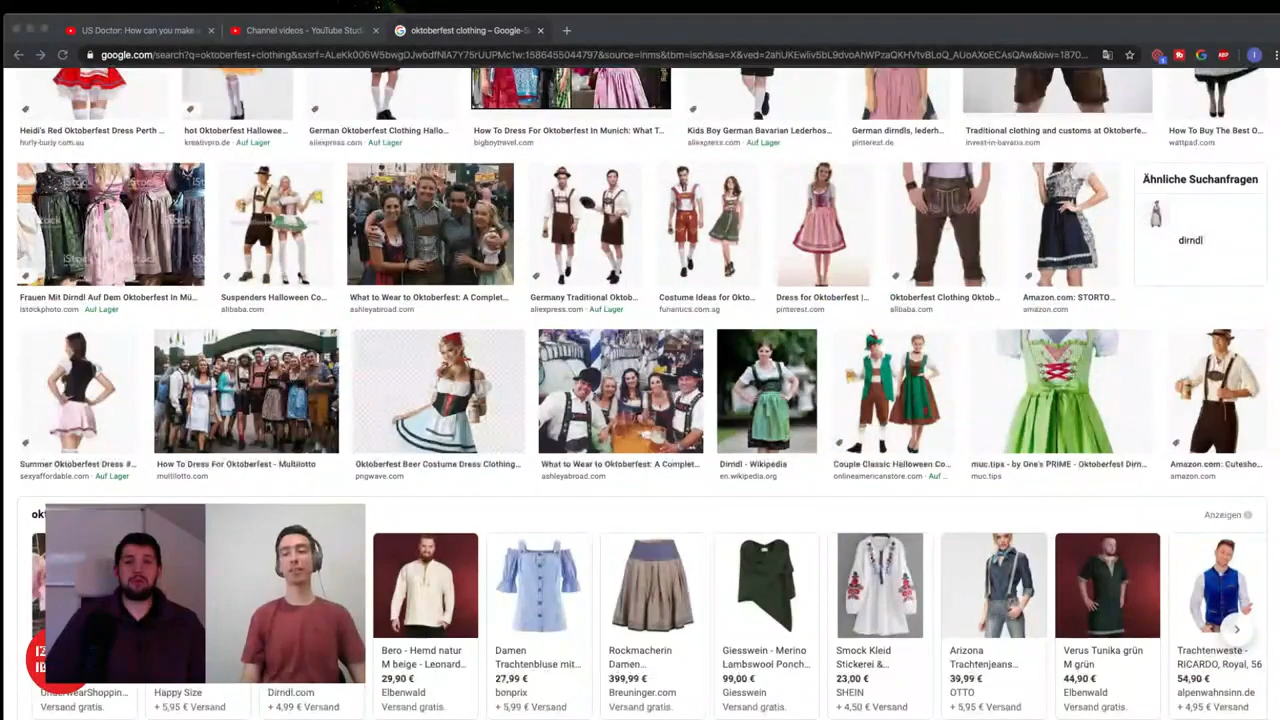 US Doctor: How can you make
Channel videos - YouTube Stud
oktoberfest clothing – Google-S
google.com/search?q=oktoberfest+clothing&sxsrf=ALeKk006W5bwgDJwbdfNlA7Y75rUUPMc1w:1586455044797&source=lnms&tbm=isch&sa=X&ved=2ahUKEwiiv5bL9dvoAhWPzaQKHVtvBLoQ_AUoAXoECAsQAw&biw=1870...
Heidi's Red Oktoberfest Dress Perth ...
hurly-burly.com.au
hot Oktoberfest Hallowee...
kreativpro.de · Auf Lager
German Oktoberfest Clothing Hallo...
aliexpress.com · Auf Lager
How To Dress For Oktoberfest In Munich: What T...
bigboytravel.com
Kids Boy German Bavarian Lederhos...
aliexpress.com · Auf Lager
German dirndls, lederh...
pinterest.de
Traditional clothing and customs at Oktoberfe...
invest-in-bavaria.com
How To Buy The Best O...
wattpad.com
Ähnliche Suchanfragen
dirndl
iStock
iStock
iStock
Frauen Mit Dirndl Auf Dem Oktoberfest In Mü...
istockphoto.com · Auf Lager
Suspenders Halloween Co...
alibaba.com
What to Wear to Oktoberfest: A Complet...
ashleyabroad.com
Germany Traditional Oktob...
aliexpress.com · Auf Lager
Costume Ideas for Okto...
funantics.com.sg
Dress for Oktoberfest |...
pinterest.com
Oktoberfest Clothing Oktob...
alibaba.com
Amazon.com: STORTO...
amazon.com
Summer Oktoberfest Dress #...
sexyaffordable.com · Auf Lager
How To Dress For Oktoberfest - Multilotto
multilotto.com
Oktoberfest Beer Costume Dress Clothing...
pngwave.com
What to Wear to Oktoberfest: A Complet...
ashleyabroad.com
Dirndl - Wikipedia
en.wikipedia.org
Couple Classic Halloween Co...
onlineamericanstore.com · Auf ...
muc.tips - by One's PRIME - Oktoberfest Dirn...
muc.tips
Amazon.com: Cutesho...
amazon.com
Anzeigen
Bero - Hemd natur
M beige - Leonard...
29,90 €
Elbenwald
Versand gratis.
Damen
Trachtenbluse mit...
27,99 €
bonprix
+ 5,99 € Versand
Rockmacherin
Damen...
399,99 €
Breuninger.com
Versand gratis.
Giesswein - Merino
Lambswool Ponch...
99,00 €
Giesswein
Versand gratis.
Smock Kleid
Stickerei &...
23,00 €
SHEIN
+ 4,50 € Versand
Arizona
Trachtenjeans...
39,99 €
OTTO
+ 5,95 € Versand
Verus Tunika grün
M grün
44,90 €
Elbenwald
Versand gratis.
Trachtenweste -
RICARDO, Royal, 56
54,90 €
alpenwahnsinn.de
+ 4,95 € Versand
UnderwearShoppin...
Versand gratis.
Happy Size
+ 5,95 € Versand
Dirndl.com
+ 4,99 € Versand